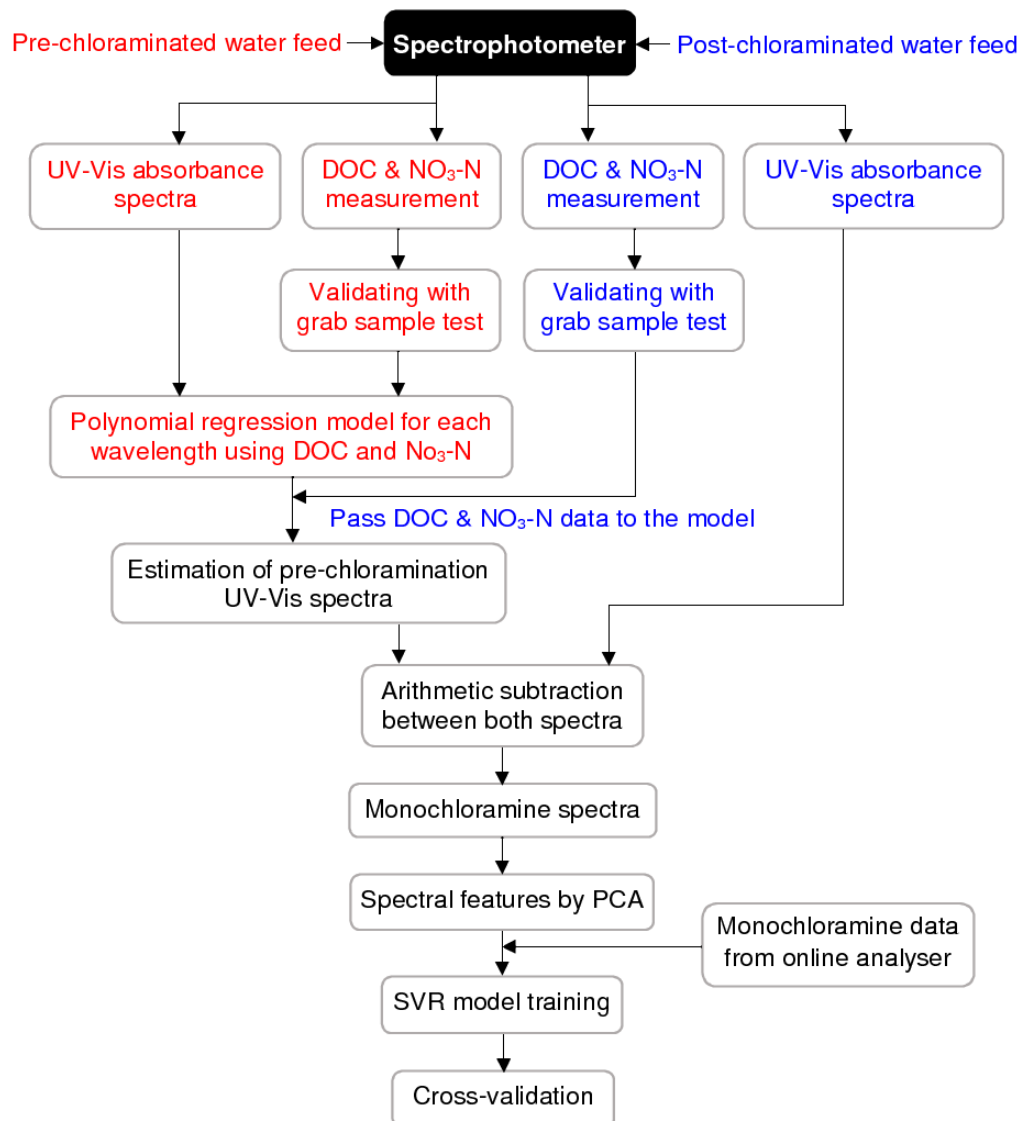 Pre-chloraminated water feed
Spectrophotometer
Post-chloraminated water feed
UV-Vis absorbance
spectra
DOC & NO₃-N
measurement
DOC & NO₃-N
measurement
UV-Vis absorbance
spectra
Validating with
grab sample test
Validating with
grab sample test
Polynomial regression model for each
wavelength using DOC and No₃-N
Pass DOC & NO₃-N data to the model
Estimation of pre-chloramination
UV-Vis spectra
Arithmetic subtraction
between both spectra
Monochloramine spectra
Spectral features by PCA
Monochloramine data
from online analyser
SVR model training
Cross-validation